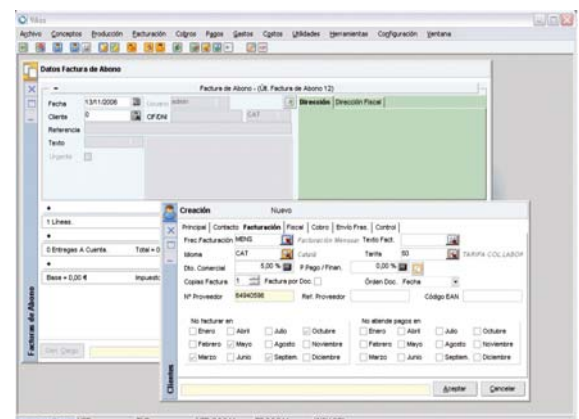 Archivo Conceptos Producción Facturación Cobros Pagos Gastos Costos Utilidades Herramientas Configuración Ventana
Datos Factura de Abono
Factura de Abono - (Últ. Factura de Abono 12)
Fecha 13/11/2006 Usuario admin
Dirección Dirección Fiscal
Cliente 0 CIF/DNI CAT
Referencia
Texto
Urgente
1 Líneas.
0 Entregas A Cuenta. Total = 0
Base = 0,00 € Impuesto
Facturas de Abono
Gen. Cargo
Creación Nuevo
Principal Contacto Facturación Fiscal Cobro Envío Fras. Control
Frec.Facturación MENS Facturación Mensual Texto Fact.
Idioma CAT Català Tarifa 50 TARIFA COL.LABOR
Dto. Comercial 5,00 % P.Pago / Finan. 0,00 %
Copias Factura 1 Factura por Doc. Órden Doc. Fecha
Nº Proveedor 64940596 Ref. Proveedor Código EAN
No facturar en No atiende pagos en
Enero Abril Julio Octubre Enero Abril Julio Octubre
Febrero Mayo Agosto Noviembre Febrero Mayo Agosto Noviembre
Marzo Junio Septiem. Diciembre Marzo Junio Septiem. Diciembre
Clientes
Aceptar Cancelar